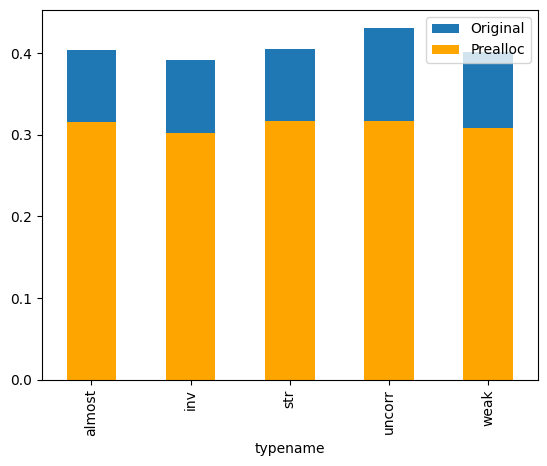 Original
Prealloc
0.4
0.3
0.2
0.1
0.0
almost
inv
str
uncorr
weak
typename